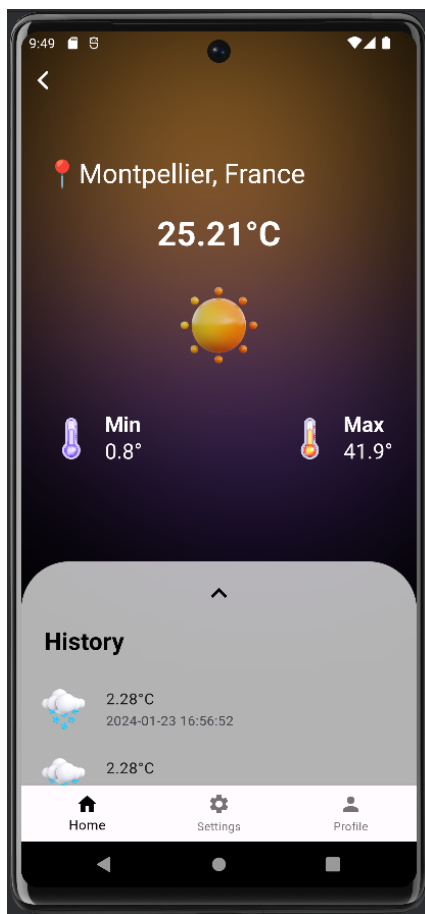 9:49
Montpellier, France
25.21°C
Min
0.8°
Max
41.9°
History
2.28°C
2024-01-23 16:56:52
2.28°C
Home
Settings
Profile